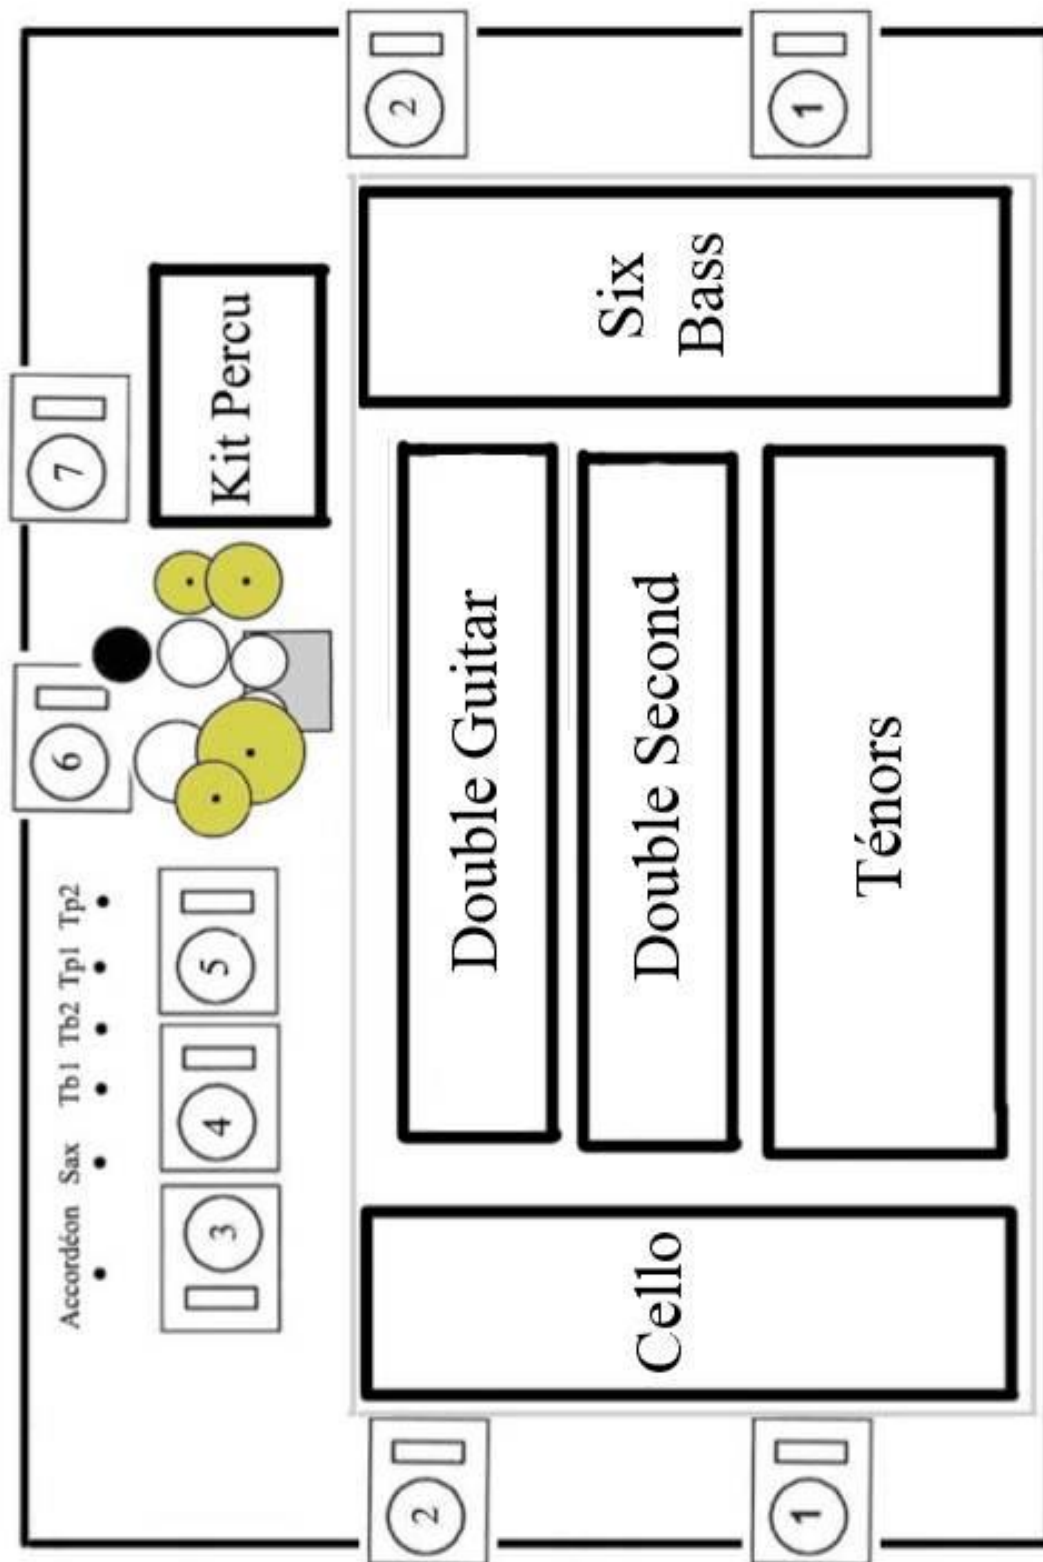 Accordéon Sax Tb1 Tb2 Tp1 Tp2
6
7
3
4
5
Kit Percu
2
2
Double Guitar
Double Second
Cello
Six
Bass
Ténors
1
1